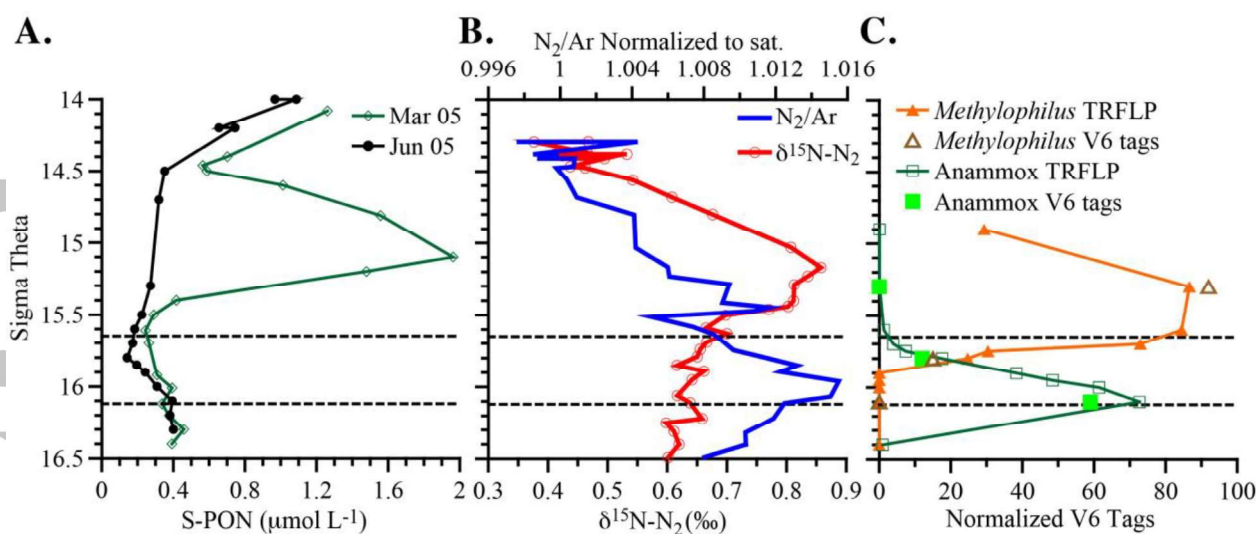 A.
B.
C.
N₂/Ar Normalized to sat.
0.996 1 1.004 1.008 1.012 1.016
Mar 05
Jun 05
N₂/Ar
δ¹⁵N-N₂
Methylophilus TRFLP
Methylophilus V6 tags
Anammox TRFLP
Anammox V6 tags
Sigma Theta
14
14.5
15
15.5
16
16.5
0 0.4 0.8 1.2 1.6 2
S-PON (μmol L⁻¹)
0.3 0.4 0.5 0.6 0.7 0.8 0.9
δ¹⁵N-N₂(‰)
0 20 40 60 80 100
Normalized V6 Tags